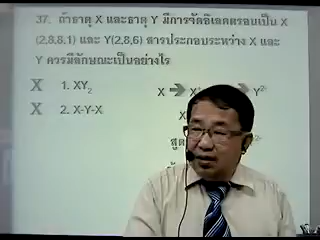 37. ถ้าธาตุ X และธาตุ Y มีการจัดอิเลคตรอนเป็น X
(2,8,8,1) และ Y(2,8,6) สารประกอบระหว่าง X และ
Y ควรมีลักษณะเป็นอย่างไร
X 1. XY₂
X 2. X-Y-X
X X Y²⁻
X
สูต